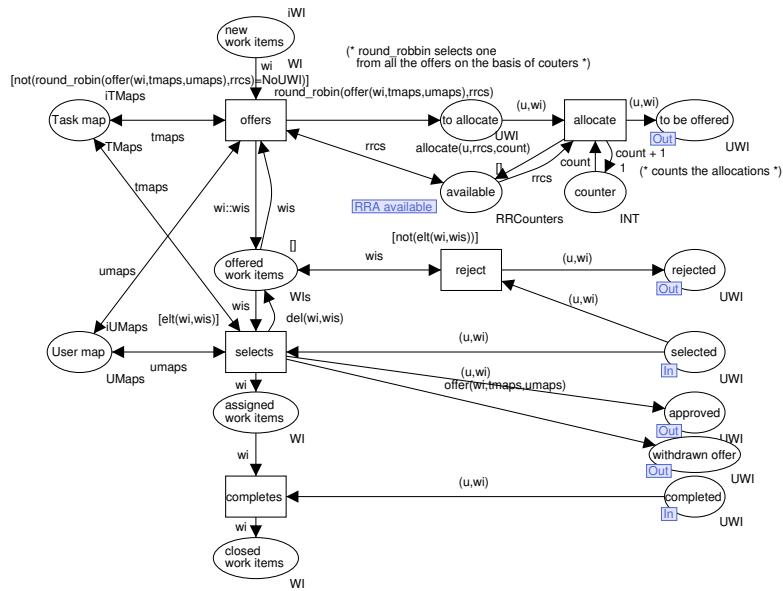 iWI
new
work items
wi
WI
(* round_robbin selects one
from all the offers on the basis of couters *)
[not(round_robin(offer(wi,tmaps,umaps),rrcs)=NoUWI)]
iTMaps
round_robin(offer(wi,tmaps,umaps),rrcs)
(u,wi)
(u,wi)
Task map
offers
to allocate
allocate
to be offered
tmaps
TMaps
UWI
Out
UWI
allocate(u,rrcs,count)
rrcs
[]
count
count + 1
1
rrcs
(* counts the allocations *)
tmaps
available
counter
RRA available
RRCounters
INT
wi::wis
wis
[not(elt(wi,wis))]
[]
wis
(u,wi)
umaps
offered
work items
reject
rejected
Out
WIs
UWI
(u,wi)
wis
[elt(wi,wis)]
del(wi,wis)
iUMaps
(u,wi)
User map
selects
selected
umaps
In
UMaps
UWI
(u,wi)
wi
offer(wi,tmaps,umaps)
assigned
work items
approved
Out
UWI
WI
wi
withdrawn offer
Out
UWI
(u,wi)
completes
completed
In
UWI
wi
closed
work items
WI